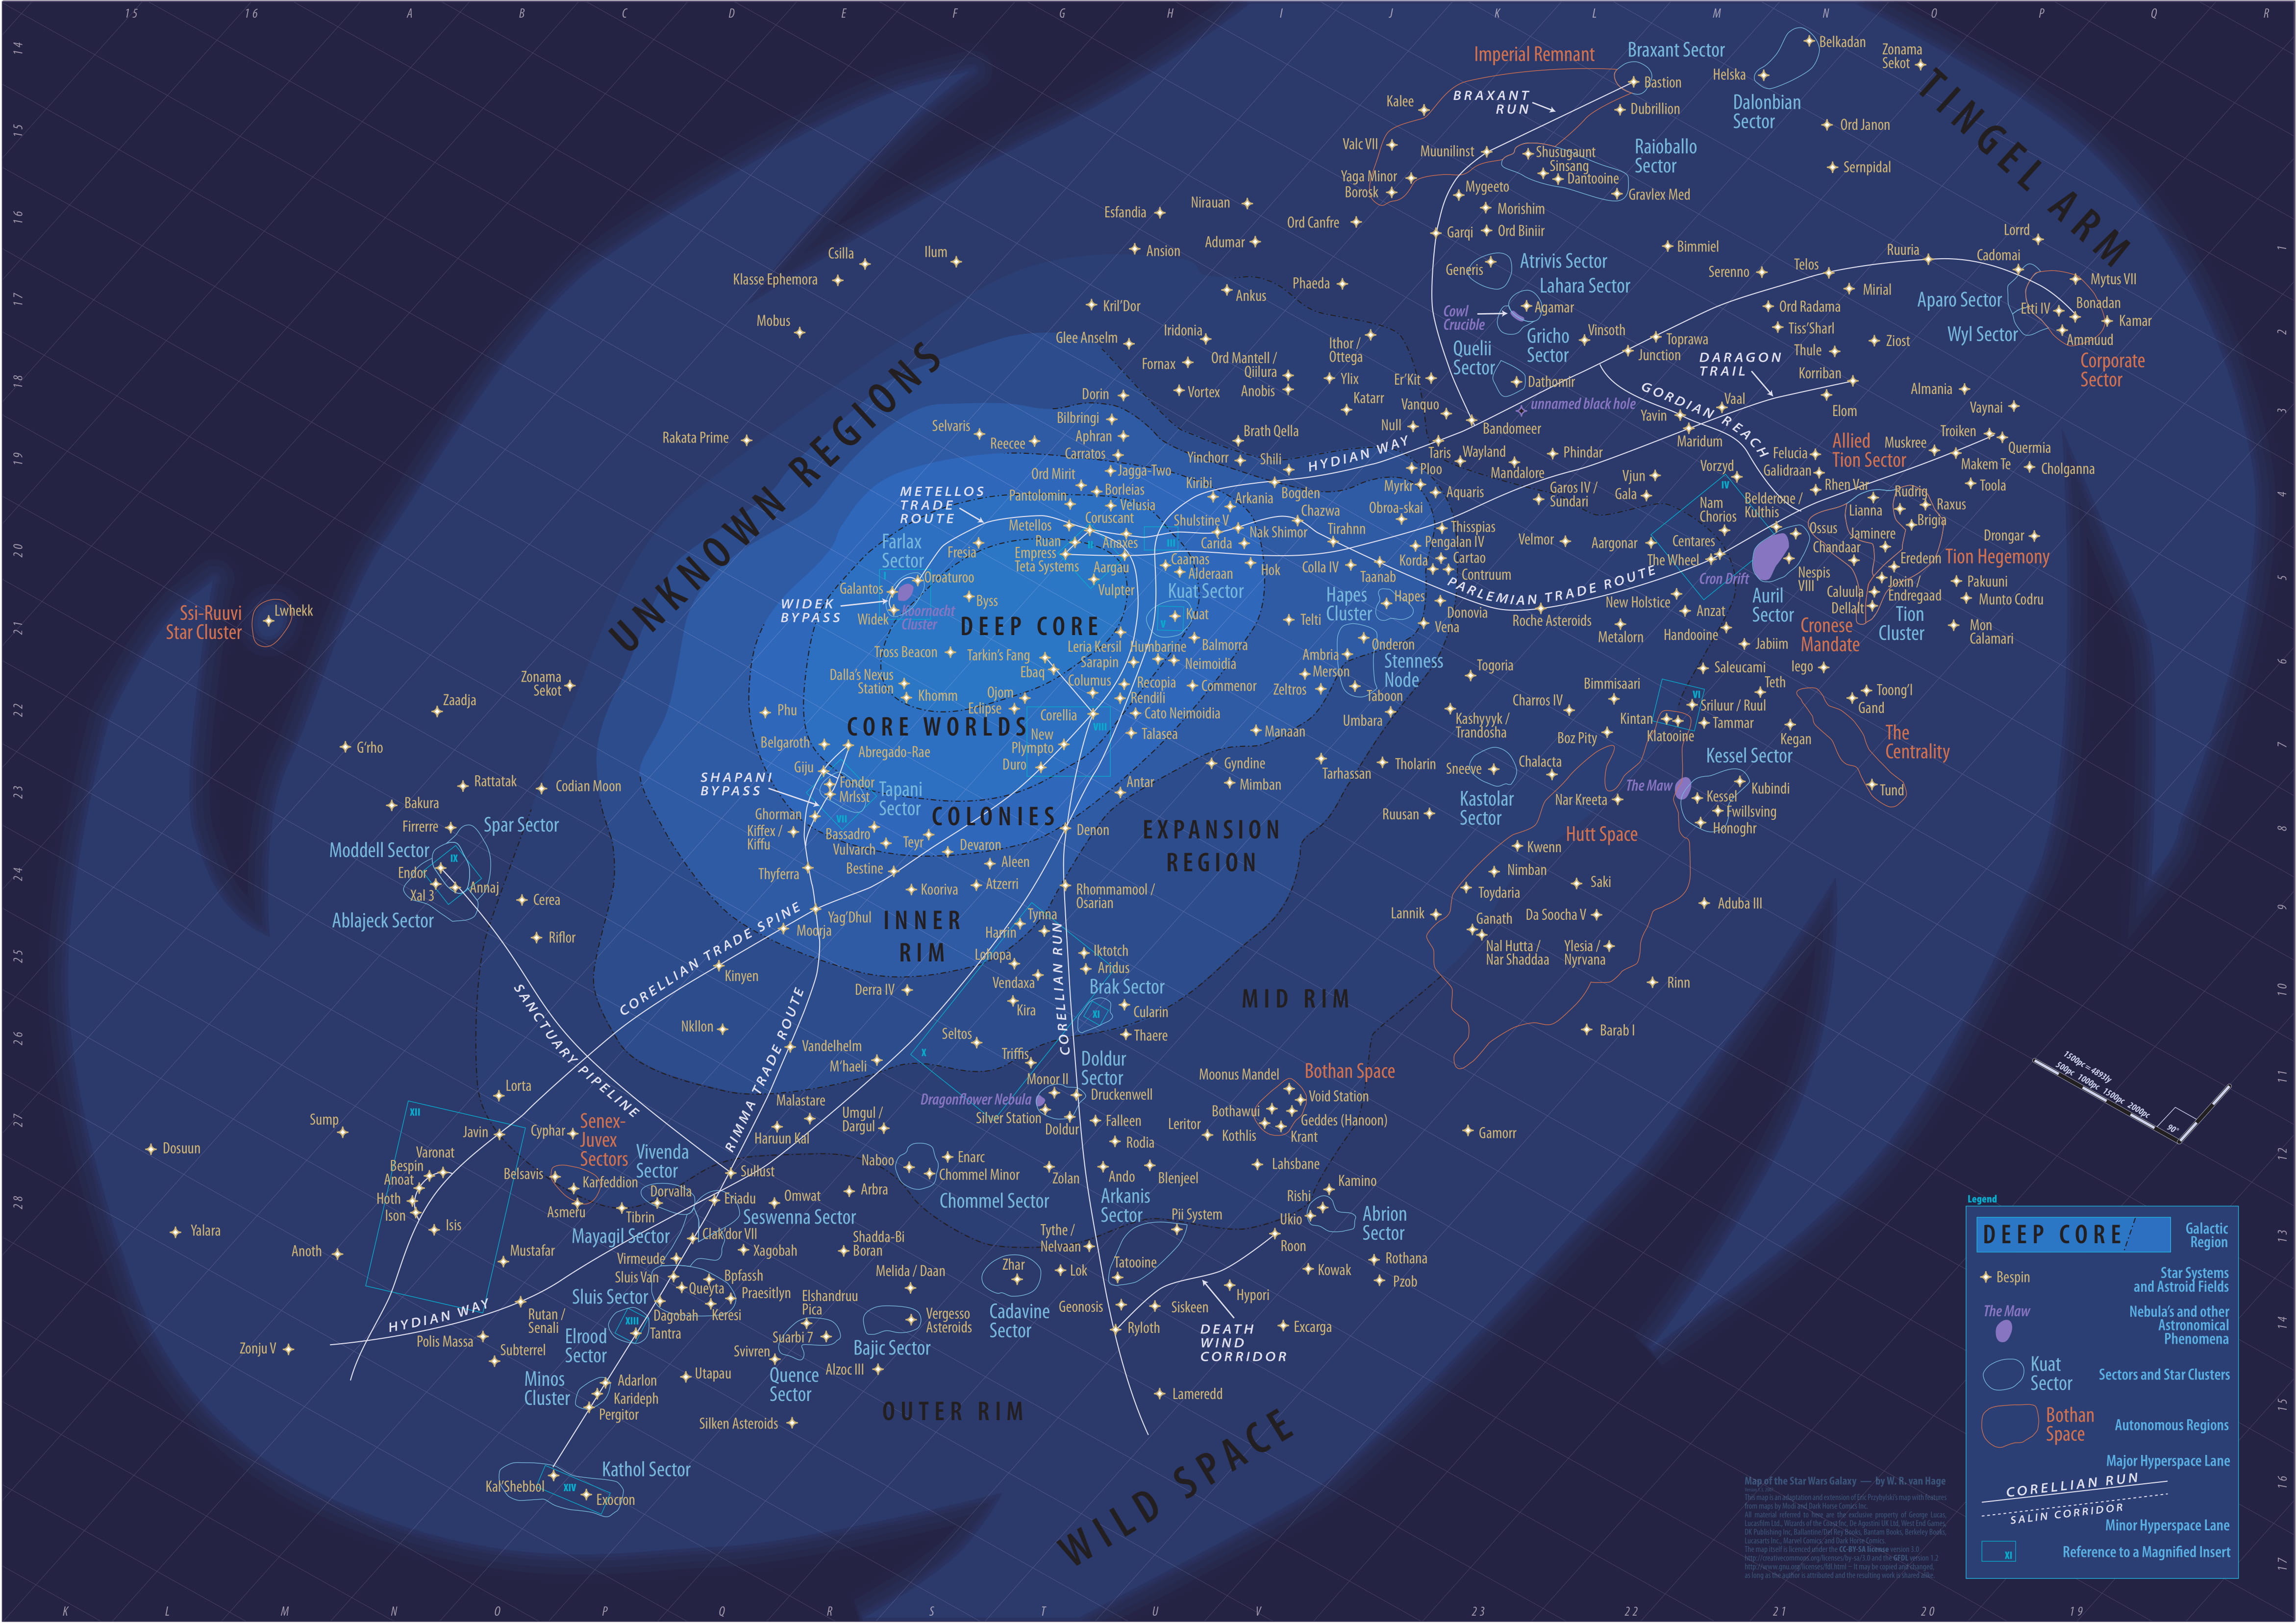 15 16 A B C D E F G H I J K L M N O P Q R
14
15
16
17
18
19
20
21
22
23
24
25
26
27
28
1
2
3
4
5
6
7
8
9
10
11
12
13
14
15
16
17
K L M N O P Q R S T U V 23 22 21 20 19
Imperial Remnant
Braxant Sector
Belkadan
Zonama
Sekot
Bastion
Helska
BRAXANT
RUN
Kalee
Dubrillion
Dalonbian
Sector
Ord Janon
TINGEL ARM
Valc VII
Muunilinst
Shusugaunt
Sinsang
Dantooine
Raioballo
Sector
Sernpidal
Yaga Minor
Borosk
Mygeeto
Gravlex Med
Esfandia
Nirauan
Ord Canfre
Morishim
Garqi
Ord Biniir
Ansion
Adumar
Bimmiel
Lorrd
Ruuria
Cadomai
Csilla
Ilum
Klasse Ephemora
Generis
Atrivis Sector
Serenno
Telos
Mytus VII
Phaeda
Ankus
Lahara Sector
Mirial
Aparo Sector
Bonadan
Etti IV
Kamar
Kril'Dor
Cowl
Crucible
Agamar
Ord Radama
Tiss'Sharl
Wyl Sector
Ammuud
Mobus
Glee Anselm
Iridonia
Ithor /
Ottega
Quelii
Sector
Gricho
Sector
Vinsoth
Toprawa
Junction
Thule
Ziost
Corporate
Sector
Fornax
Ord Mantell /
Qiilura
Anobis
Ylix
Er'Kit
Dathomir
DARAGON
TRAIL
Korriban
Vortex
Dorin
Katarr
Vanquo
unnamed black hole
GORDIAN REACH
Yavin
Vaal
Elom
Almania
Vaynai
Bilbringi
Aphran
Carratos
Selvaris
Reecee
Null
Bandomeer
Maridum
Troiken
Quermia
Rakata Prime
Brath Qella
Yinchorr
Shili
HYDIAN WAY
Taris
Wayland
Phindar
Mandalore
Felucia
Galidraan
Allied
Tion Sector
Muskree
Makem Te
Cholganna
UNKNOWN REGIONS
METELLOS
TRADE
ROUTE
Ord Mirit
Jagga-Two
Pantolomin
Borleias
Velusia
Kiribi
Bogden
Arkania
Ploo
Myrkr
Aquaris
Garos IV /
Sundari
Vjun
Gala
Vorzyd
IV
Rhen Var
Toola
Metellos
Coruscant
Shulstine V
Nak Shimor
Chazwa
Obroa-skai
Thisspias
Nam
Chorios
Belderone /
Kulthis
Lianna
Rudrig
Raxus
Brigia
Farlax
Sector
Fresia
Ruan
II
Anaxes
III
Carida
Tirahnn
Pengalan IV
Velmor
Aargonar
Centares
Ossus
Chandaar
Jaminere
Drongar
Empress
Teta Systems
Aargau
Caamas
Alderaan
Hok
Colla IV
Taanab
Korda
Cartao
Contruum
The Wheel
Cron Drift
Nespis
VIII
Eredenn
Tion Hegemony
Galantos
I
Oroaturoo
Vulpter
Kuat Sector
Hapes
Cluster
Hapes
PARLEMIAN TRADE ROUTE
Joxin /
Endregaad
Pakuuni
Munto Codru
Ssi-Ruuvi
Star Cluster
Lwhekk
WIDEK
BYPASS
Widek
Koornacht
Cluster
Byss
DEEP CORE
V
Kuat
Telti
Donovia
Vena
Roche Asteroids
New Holstice
Metalorn
Anzat
Handooine
Auril
Sector
Caluula
Dellalt
Cronese
Mandate
Tion
Cluster
Mon
Calamari
Tross Beacon
Tarkin's Fang
Ebaq
Leria Kersil
Sarapin
Humbarine
Balmorra
Neimoidia
Ambria
Onderon
Merson
Stenness
Node
Jabiim
Zonama
Sekot
Dalla's Nexus
Station
Khomm
Ojom
Eclipse
Columus
Recopia
Rendili
Commenor
Zeltros
Taboon
Togoria
Saleucami
Iego
Toong'l
Gand
Zaadja
Phu
CORE WORLDS
Corellia
VIII
Cato Neimoidia
Talasea
Umbara
Charros IV
Bimmisaari
VI
Sriluur / Ruul
Teth
Tammar
G'rho
Belgaroth
Abregado-Rae
New
Plympto
Duro
Manaan
Kashyyyk /
Trandosha
Boz Pity
Kintan
Klatooine
Kegan
The
Centrality
Giju
Fondor
Mrlsst
Tapani
Sector
Antar
Gyndine
Mimban
Tarhassan
Tholarin
Sneeve
Chalacta
Kessel Sector
Rattatak
Codian Moon
SHAPANI
BYPASS
VII
The Maw
Kessel
Kubindi
Fwillsving
Honoghr
Tund
Bakura
Firrerre
Spar Sector
Ghorman
Kiffex /
Kiffu
Bassadro
Vulvarch
COLONIES
Teyr
Denon
EXPANSION
REGION
Kastolar
Sector
Ruusan
Nar Kreeta
Hutt Space
Moddell Sector
IX
Endor
Xal 3
Annaj
Ablajeck Sector
Cerea
Thyferra
Bestine
Devaron
Aleen
Kooriva
Atzerri
Rhommamool /
Osarian
Kwenn
Nimban
Toydaria
Saki
Aduba III
Riflor
CORELLIAN TRADE SPINE
Yag'Dhul
Moorja
INNER
RIM
Tynna
Harrin
Lannik
Ganath
Da Soocha V
Nal Hutta /
Nar Shaddaa
Ylesia /
Nyrvana
Kinyen
Lohopa
Vendaxa
Iktotch
Aridus
Brak Sector
MID RIM
Rinn
SANCTUARY PIPELINE
Derra IV
Kira
CORELLIAN RUN
XI
Cularin
Nkllon
RIMMA TRADE ROUTE
Vandelhelm
M'haeli
Seltos
X
Triffis
Thaere
Barab I
1500pc = 4893ly
500pc 1000pc 1500pc 2000pc
90°
Lorta
Monor II
Doldur
Sector
Druckenwell
Moonus Mandel
Bothan Space
Void Station
XII
Sump
Javin
Cyphar
Senex-
Juvex
Sectors
Malastare
Haruun Kal
Umgul /
Dargul
Dragonflower Nebula
Silver Station
Doldur
Falleen
Rodia
Leritor
Bothawui
Kothlis
Geddes (Hanoon)
Krant
Gamorr
Dosuun
Varonat
Bespin
Anoat
Hoth
Ison
Isis
Belsavis
Karfeddion
Asmeru
Tibrin
Vivenda
Sector
Dorvalla
Sullust
Eriadu
Omwat
Arbra
Naboo
Enarc
Chommel Minor
Chommel Sector
Zolan
Ando
Blenjeel
Lahsbane
Arkanis
Sector
Kamino
Rishi
Ukio
Abrion
Sector
Yalara
Anoth
Mustafar
Mayagil Sector
Seswenna Sector
Clak'dor VII
Virmeude
Xagobah
Shadda-Bi
Boran
Tythe /
Nelvaan
Pii System
Roon
Rothana
Kowak
Pzob
Sluis Van
Queyta
Bpfassh
Praesitlyn
Melida / Daan
Zhar
Lok
Tatooine
Hypori
HYDIAN WAY
Rutan /
Senali
Polis Massa
Subterrel
Sluis Sector
Dagobah
Keresi
Elshandruu
Pica
Suarbi 7
Vergesso
Asteroids
Bajic Sector
Cadavine
Sector
Geonosis
Siskeen
Ryloth
DEATH
WIND
CORRIDOR
Excarga
Zonju V
Elrood
Sector
XIII
Tantra
Svivren
Quence
Sector
Alzoc III
Minos
Cluster
Adarlon
Karideph
Pergitor
Utapau
Silken Asteroids
OUTER RIM
Lameredd
Kathol Sector
Kal'Shebbol
XIV
Exocron
WILD SPACE
Map of the Star Wars Galaxy — by W. R. van Hage
Legend
DEEP CORE
Galactic
Region
Bespin
Star Systems
and Astroid Fields
The Maw
Nebula's and other
Astronomical
Phenomena
Kuat
Sector
Sectors and Star Clusters
Bothan
Space
Autonomous Regions
Major Hyperspace Lane
CORELLIAN RUN
SALIN CORRIDOR
Minor Hyperspace Lane
XI
Reference to a Magnified Insert